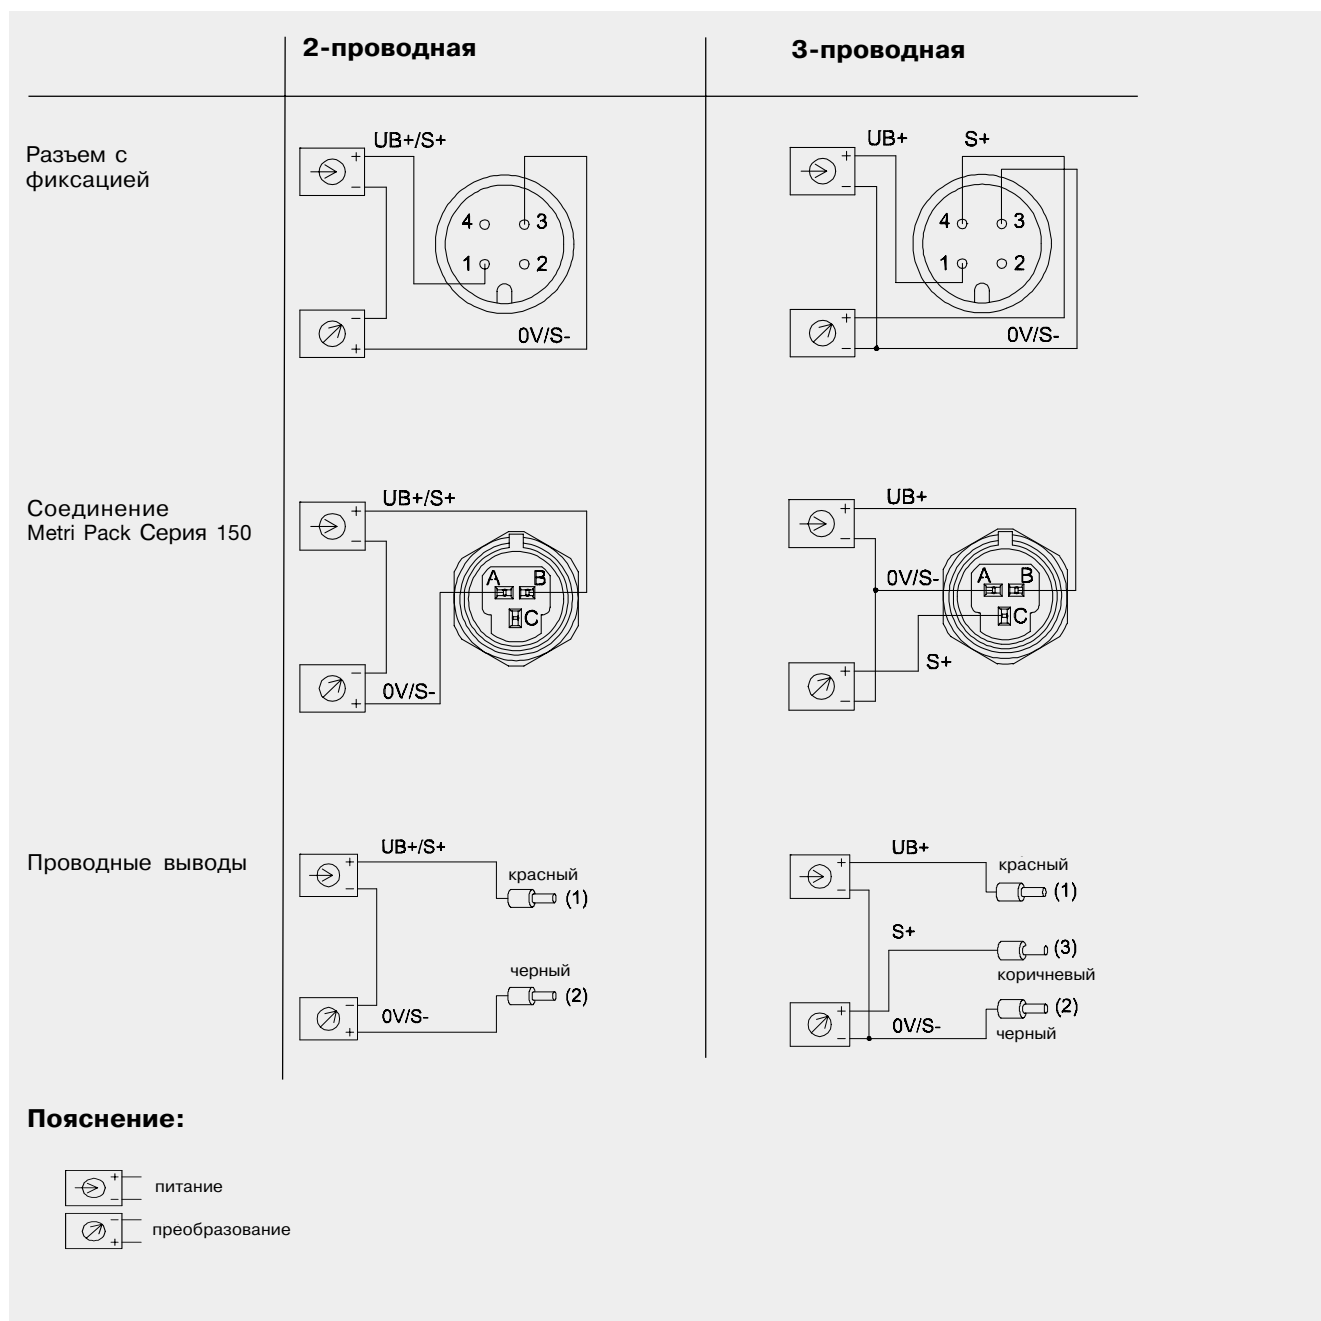 2-проводная
3-проводная
Разъем с
фиксацией
UB+/S+
+
−
4 3
1 2
−
+
0V/S-
UB+
S+
+
−
4 3
1 2
+
−
0V/S-
Соединение
Metri Pack Серия 150
UB+/S+
+
−
A B
C
−
+
0V/S-
UB+
+
−
0V/S-
A B
C
+
−
S+
Проводные выводы
UB+/S+
+
−
красный
(1)
черный
(2)
−
+
0V/S-
UB+
+
−
красный
(1)
S+
(3)
коричневый
(2)
+
−
0V/S-
черный
Пояснение:
+
−
питание
−
+
преобразование